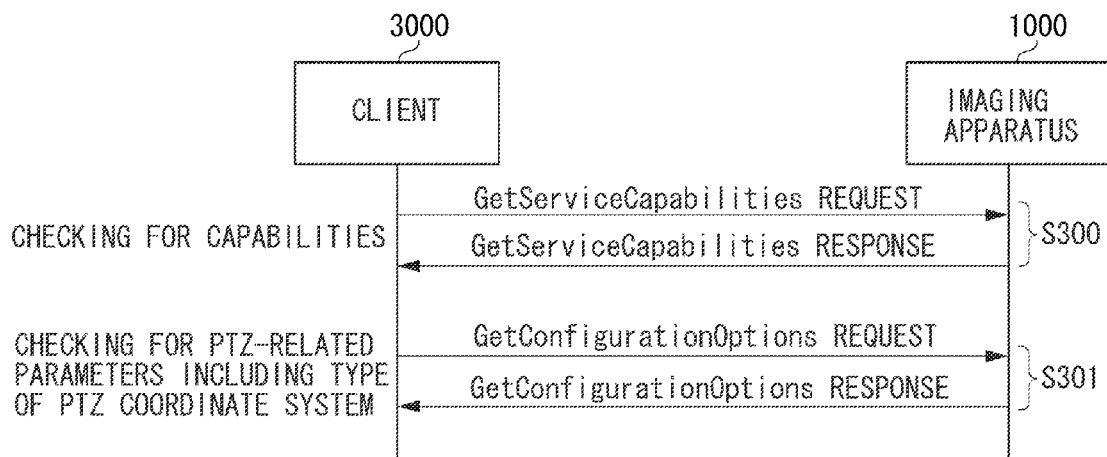 3000
1000
CLIENT
IMAGING
APPARATUS
GetServiceCapabilities REQUEST
CHECKING FOR CAPABILITIES
GetServiceCapabilities RESPONSE
S300
CHECKING FOR PTZ-RELATED
PARAMETERS INCLUDING TYPE
OF PTZ COORDINATE SYSTEM
GetConfigurationOptions REQUEST
GetConfigurationOptions RESPONSE
S301